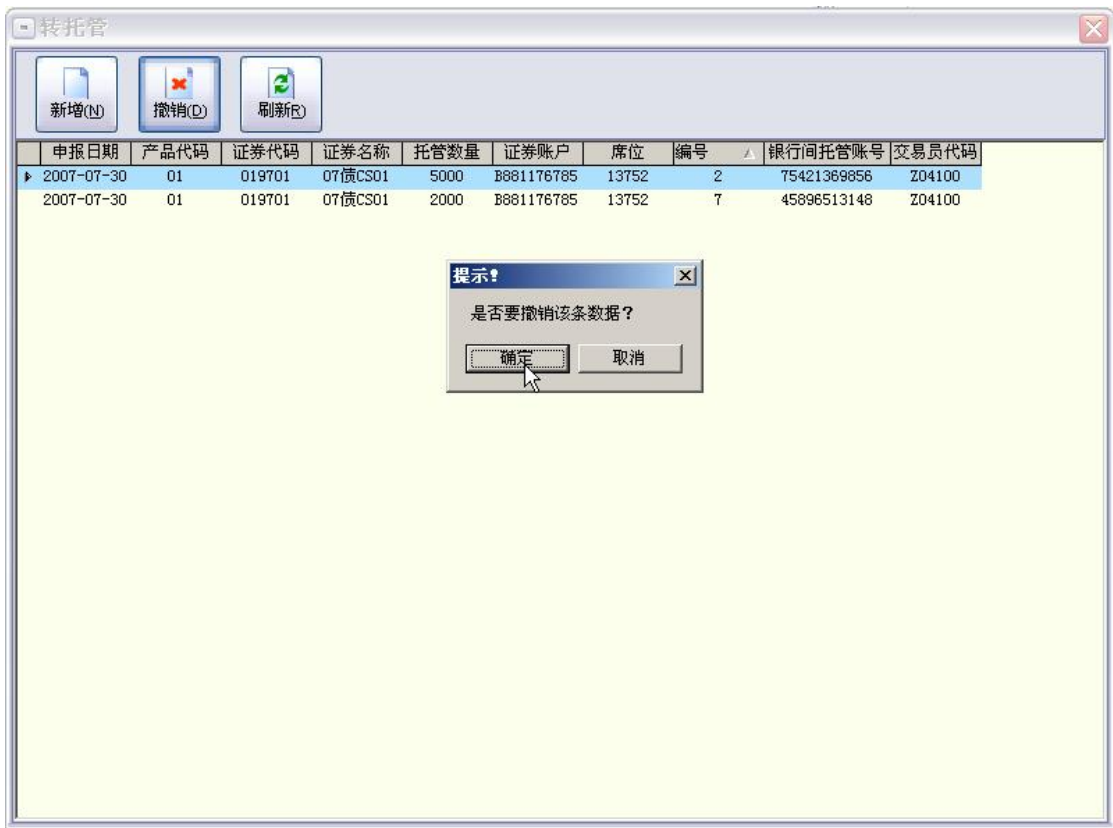 转托管
新增(N) 撤销(D) 刷新(R)
申报日期 产品代码 证券代码 证券名称 托管数量 证券账户 席位 编号 银行间托管账号 交易员代码
2007-07-30 01 019701 07债CS01 5000 B881176785 13752 2 75421369856 Z04100
2007-07-30 01 019701 07债CS01 2000 B881176785 13752 7 45896513148 Z04100
提示!
是否要撤销该条数据?
确定 取消